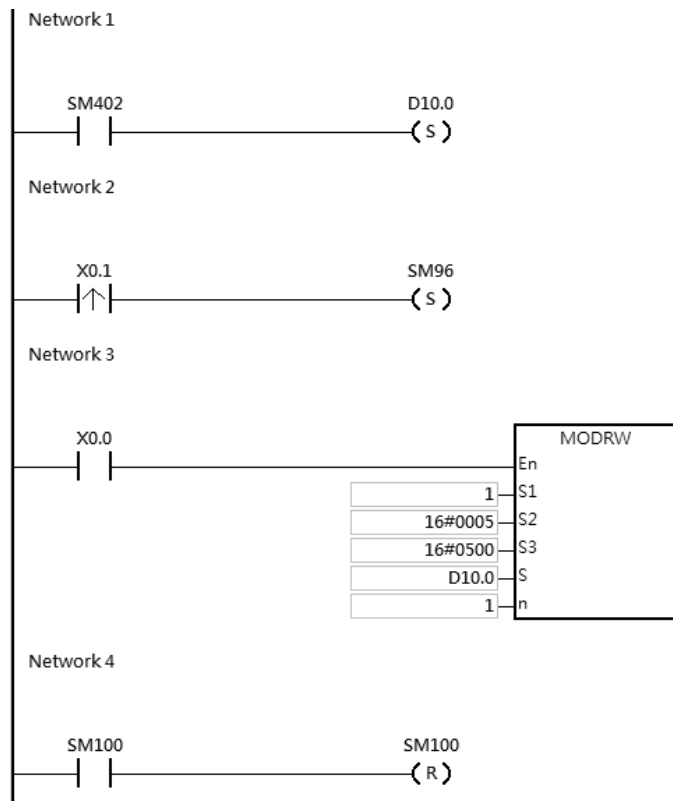 Network 1
SM402 D10.0
S
Network 2
X0.1 SM96
S
Network 3
X0.0 MODRW
En
1 S1
16#0005 S2
16#0500 S3
D10.0 S
1 n
Network 4
SM100 SM100
R